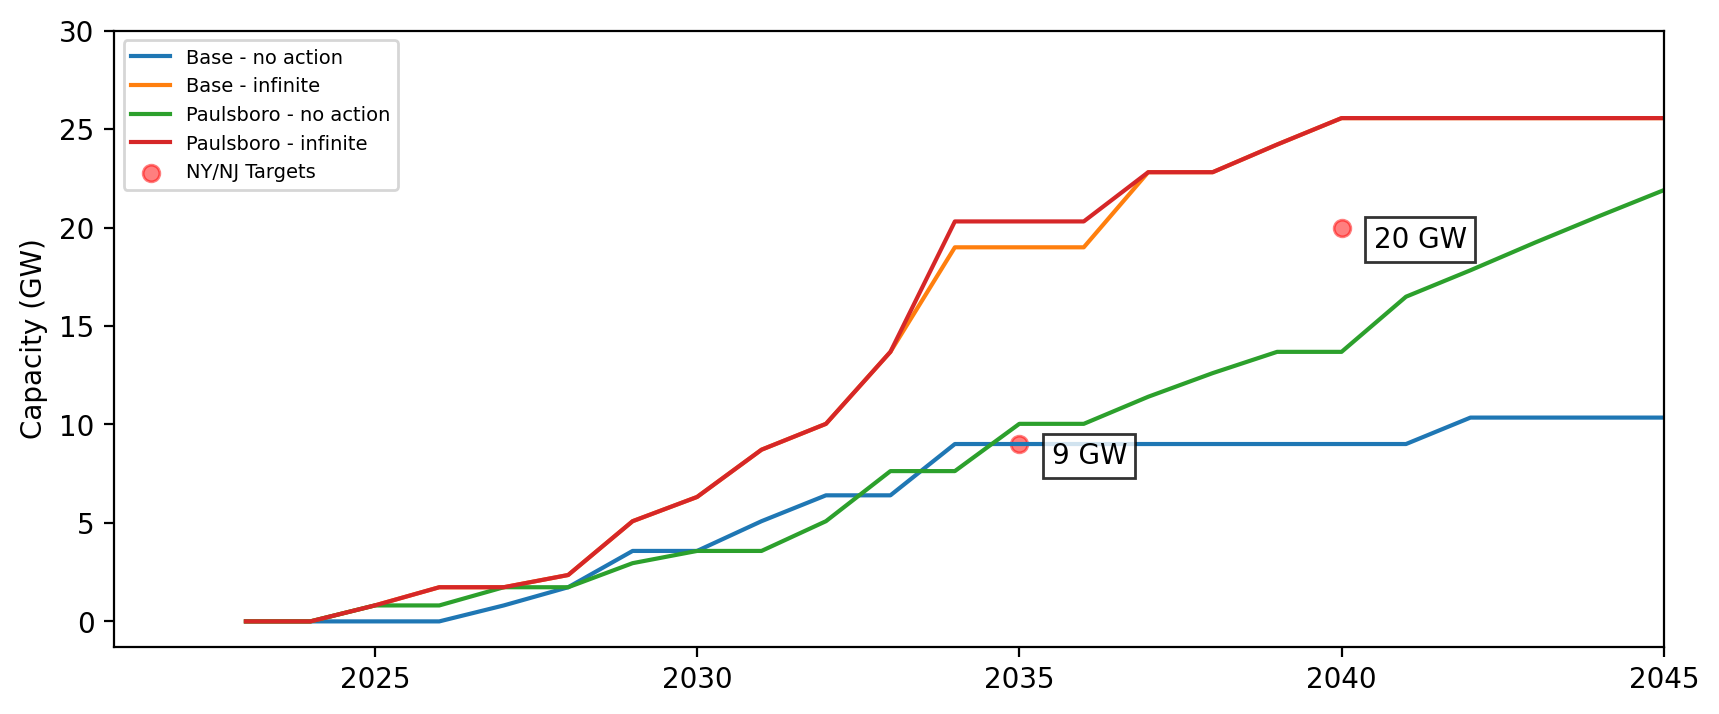 30
25
20
15
10
5
0
Capacity (GW)
Base - no action
Base - infinite
Paulsboro - no action
Paulsboro - infinite
NY/NJ Targets
20 GW
9 GW
2025
2030
2035
2040
2045